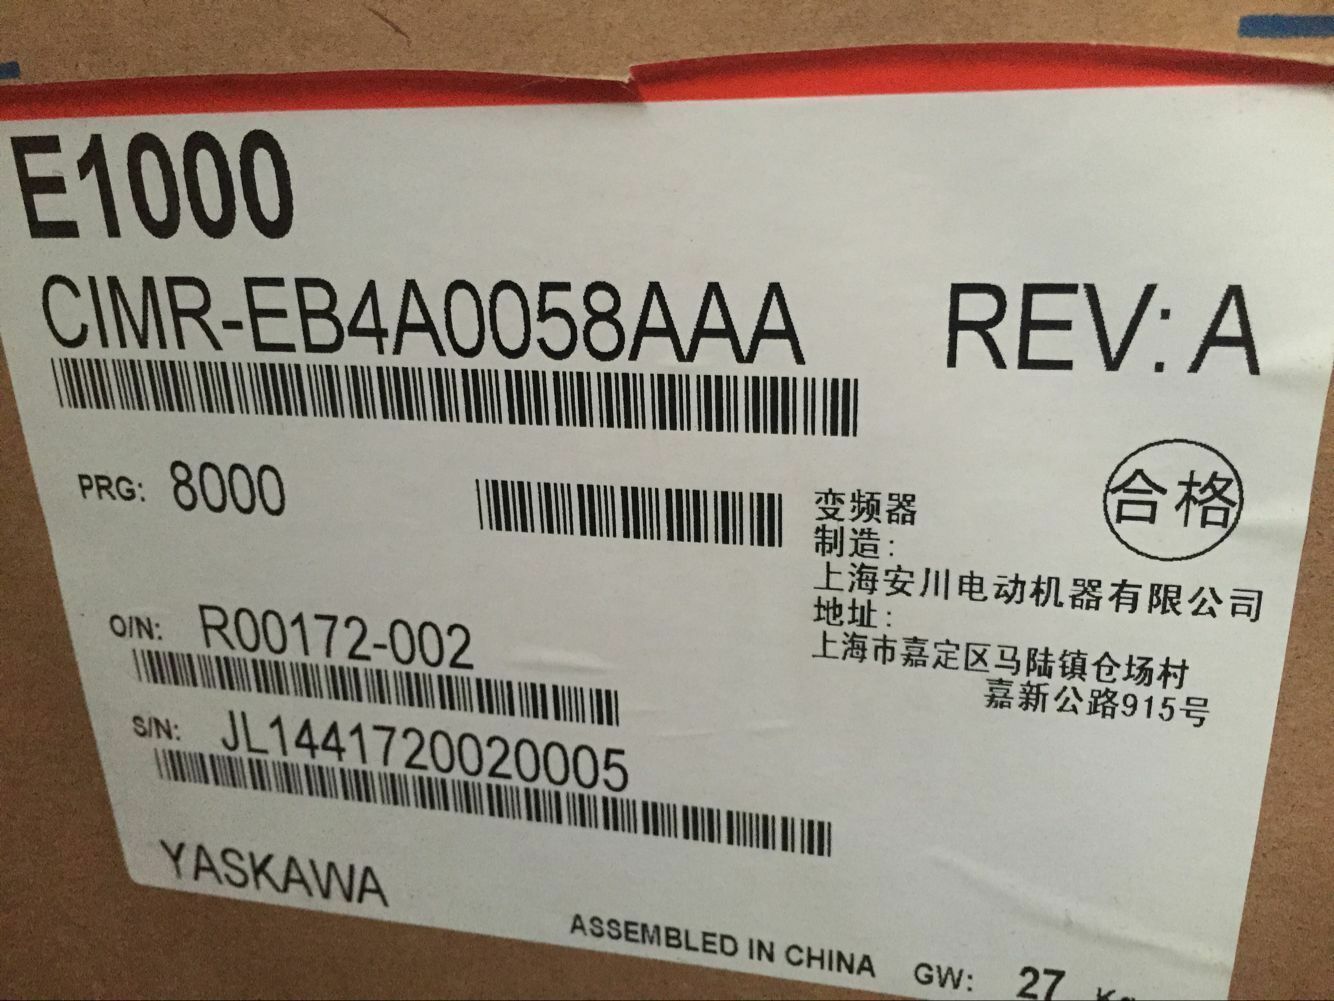 E1000
CIMR-EB4A0058AAA REV: A
PRG: 8000
合格
变频器
制造:
上海安川电动机器有限公司
地址:
上海市嘉定区马陆镇仓场村
嘉新公路915号
O/N: R00172-002
S/N: JL1441720020005
YASKAWA
ASSEMBLED IN CHINA GW: 27